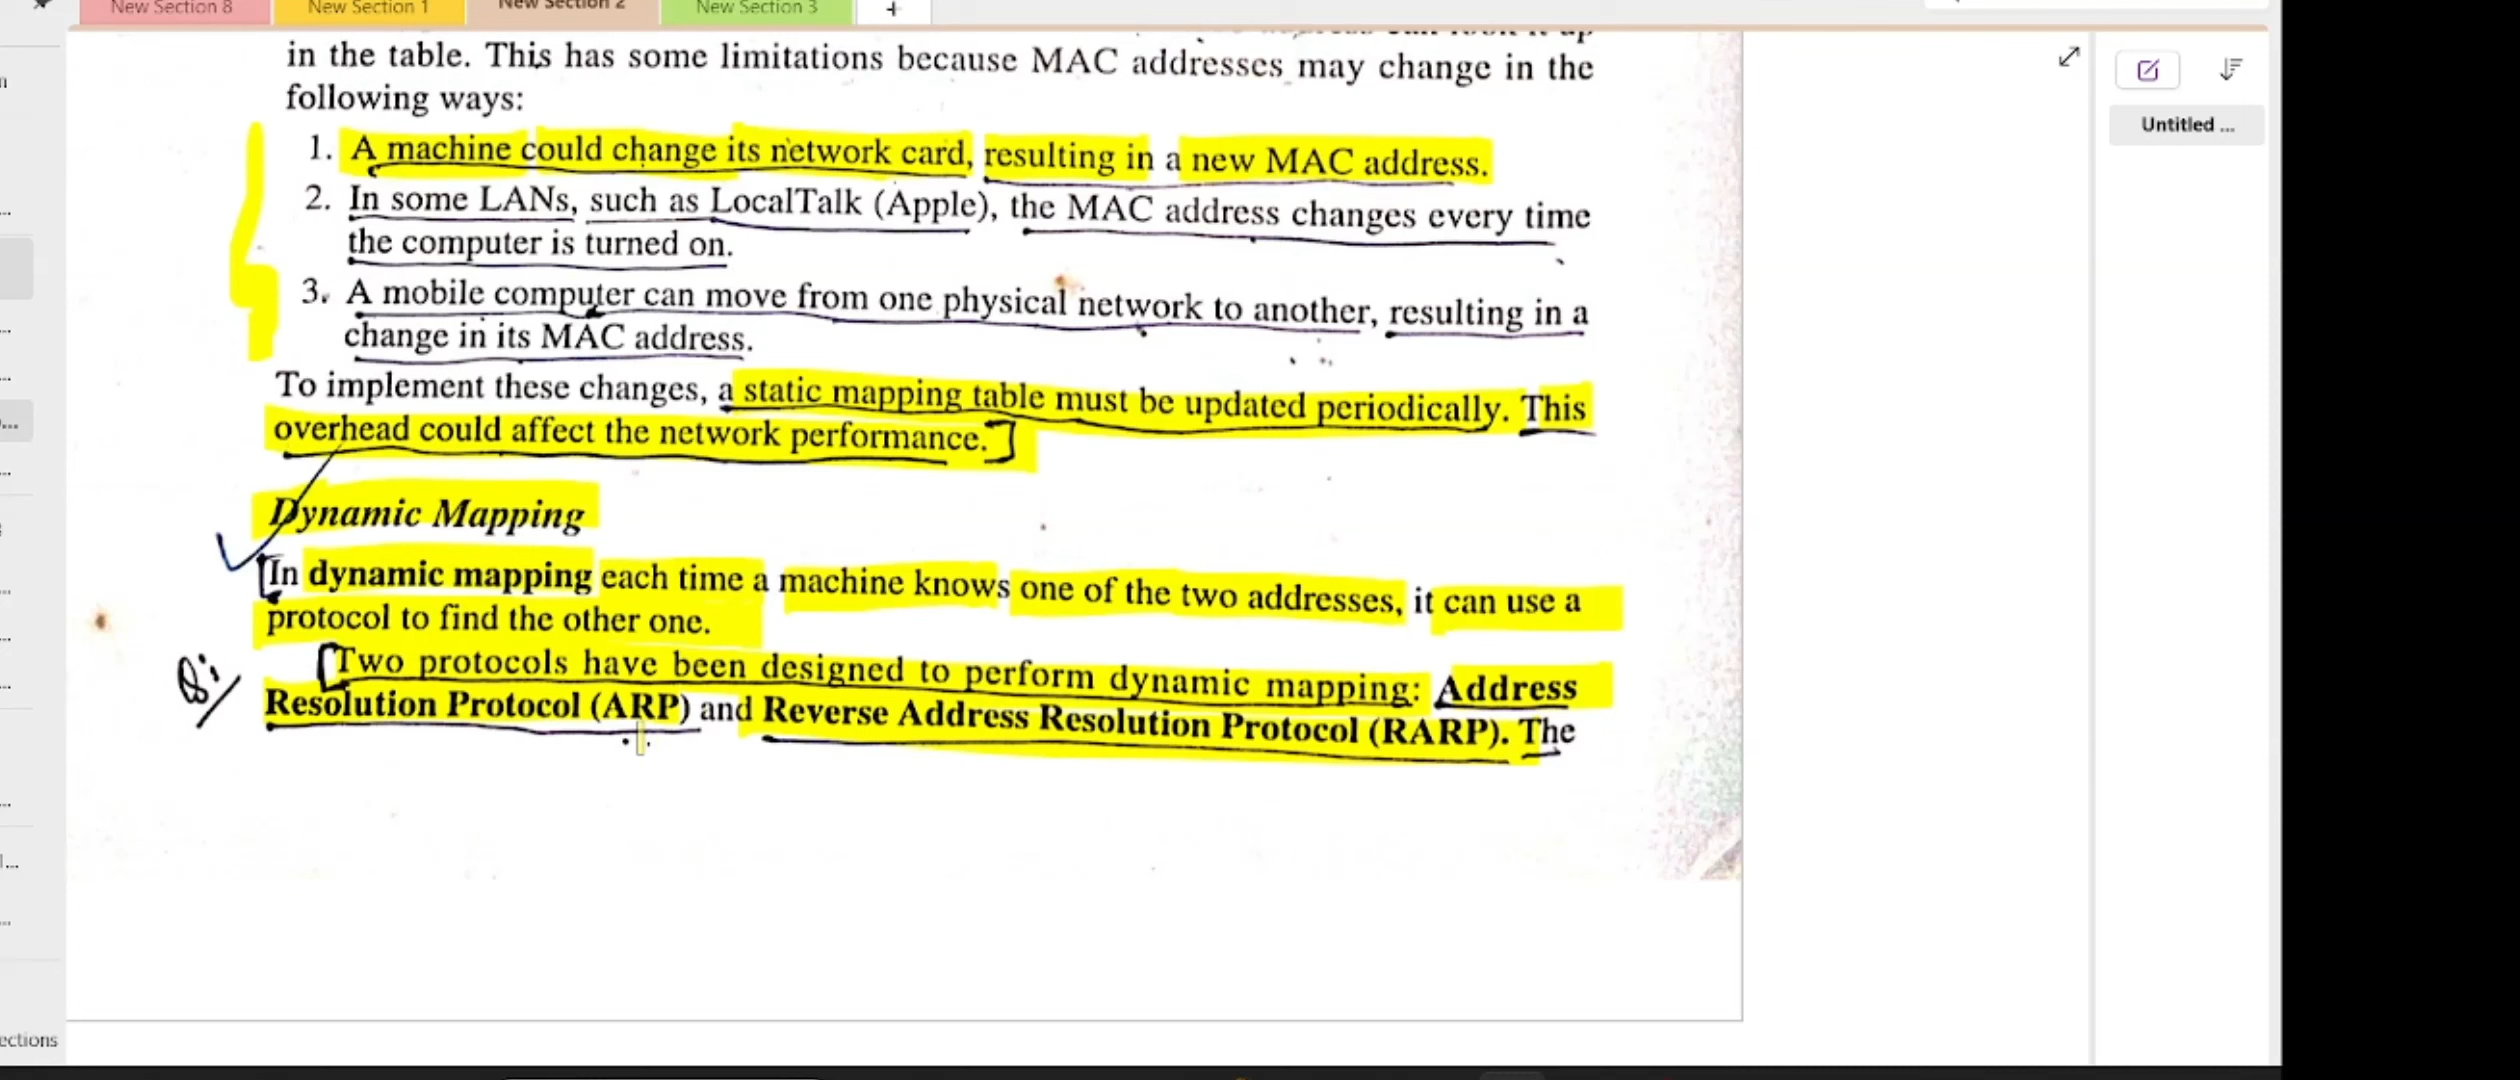 New Section 8 New Section 1 New Section 2 New Section 3 +
in the table. This has some limitations because MAC addresses may change in the
following ways:
1. A machine could change its network card, resulting in a new MAC address.
2. In some LANs, such as LocalTalk (Apple), the MAC address changes every time
the computer is turned on.
3. A mobile computer can move from one physical network to another, resulting in a
change in its MAC address.
To implement these changes, a static mapping table must be updated periodically. This
overhead could affect the network performance.]
Dynamic Mapping
[In dynamic mapping each time a machine knows one of the two addresses, it can use a
protocol to find the other one.
[Two protocols have been designed to perform dynamic mapping: Address
Resolution Protocol (ARP) and Reverse Address Resolution Protocol (RARP). The
Untitled ...
ections